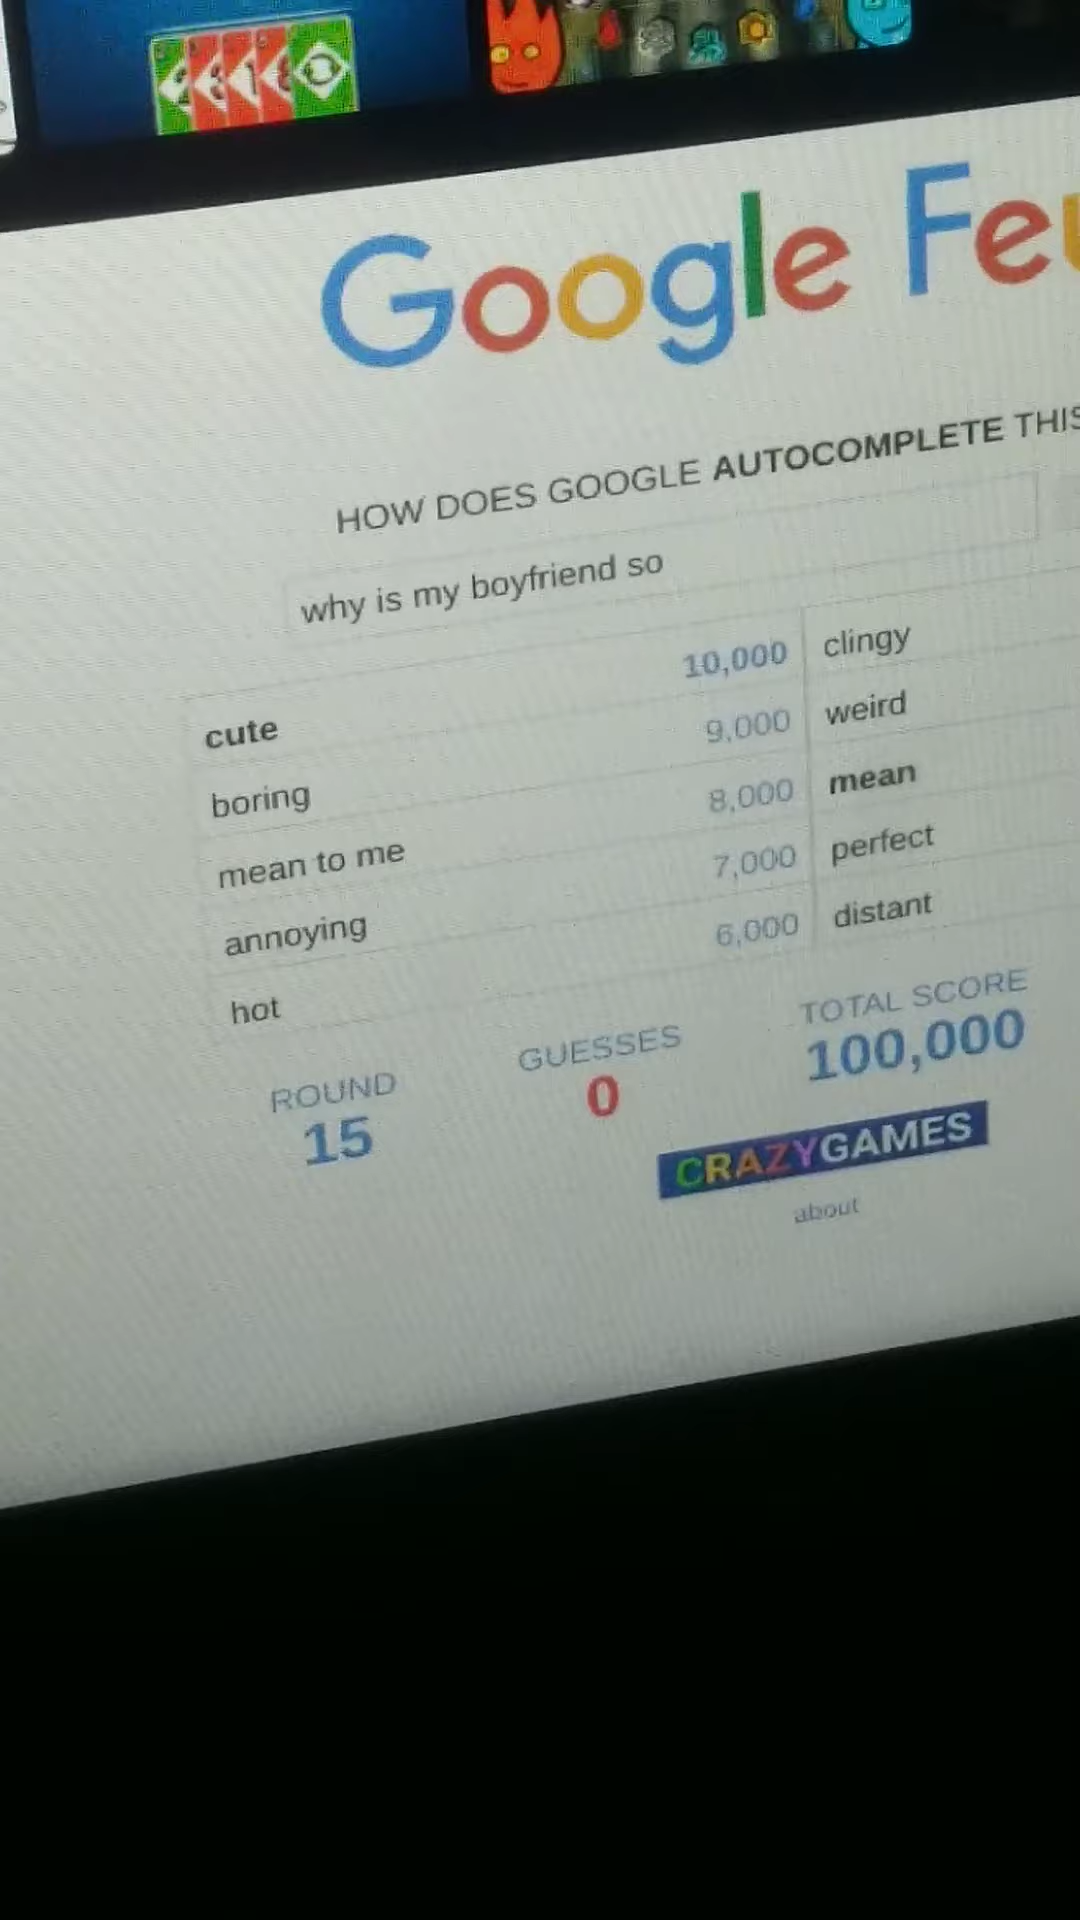 Google Feu
HOW DOES GOOGLE AUTOCOMPLETE THIS
why is my boyfriend so
cute 10,000 clingy
boring 9,000 weird
mean to me 8,000 mean
annoying 7,000 perfect
hot 6,000 distant
ROUND GUESSES TOTAL SCORE
15 0 100,000
CRAZYGAMES
about